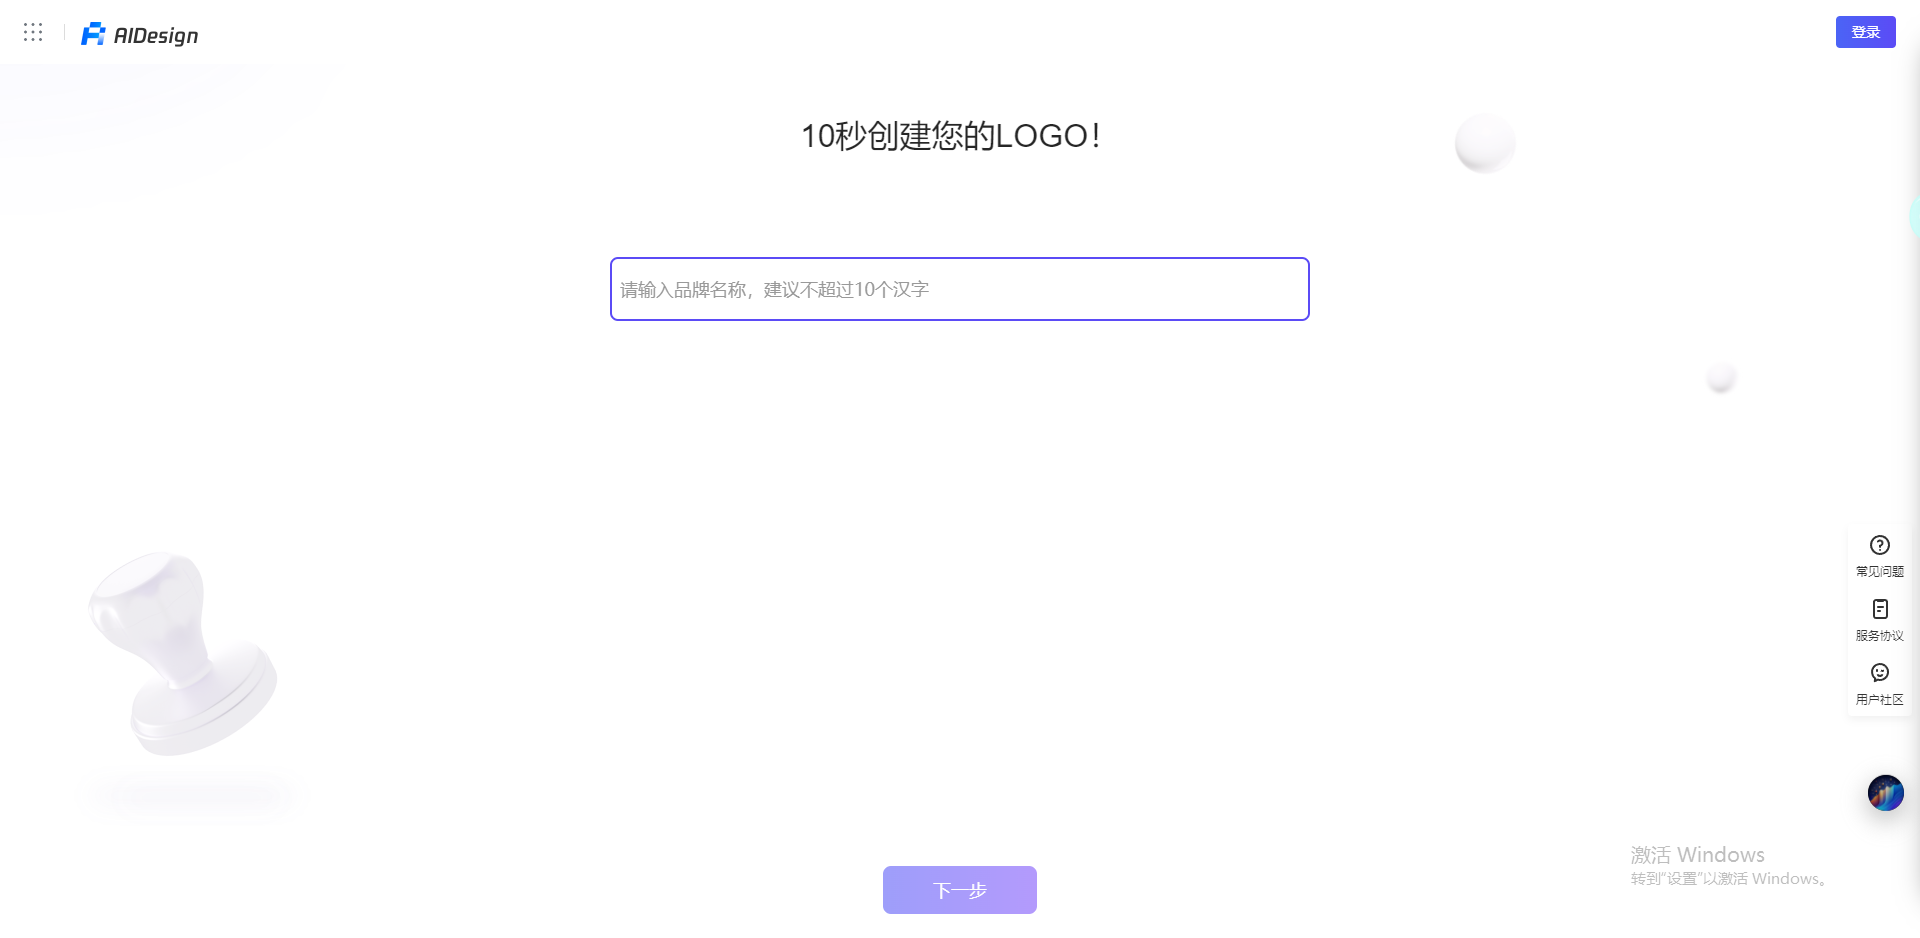 AIDesign
登录
10秒创建您的LOGO!
请输入品牌名称，建议不超过10个汉字
常见问题
服务协议
用户社区
激活 Windows
转到“设置”以激活 Windows。
下一步